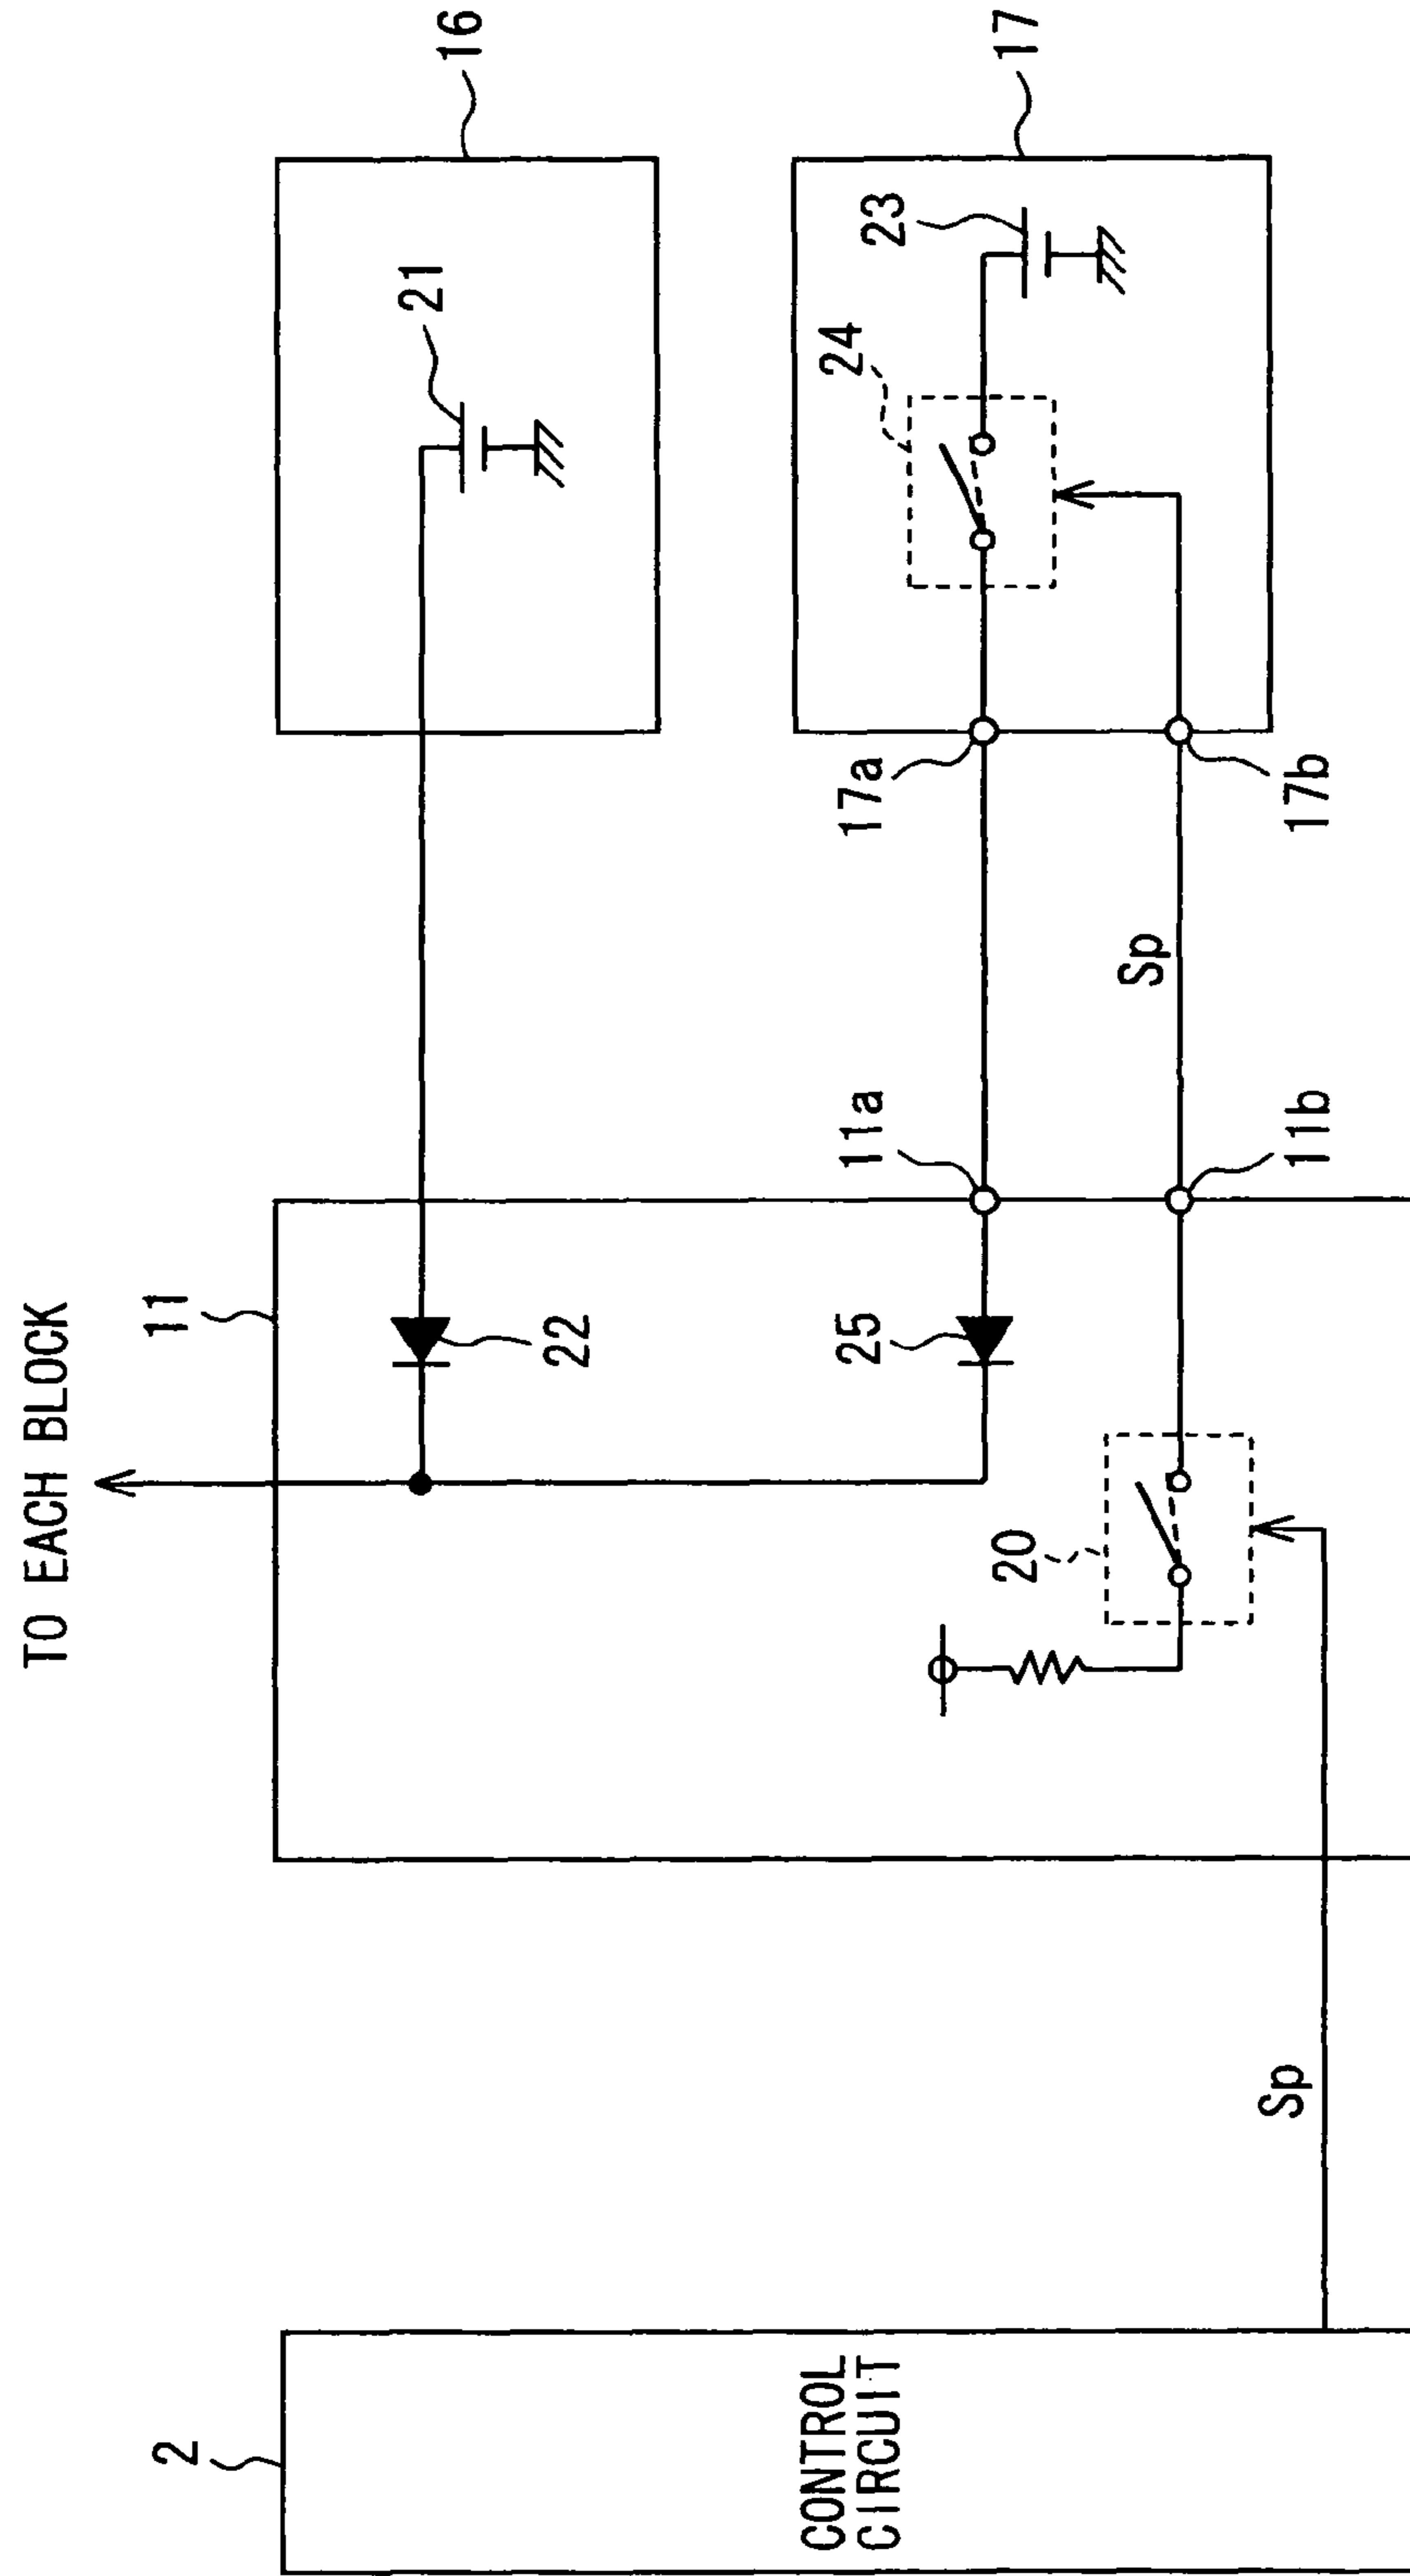 TO EACH BLOCK
2
11
16
21
22
17
23
24
17a
11a
25
Sp
17b
11b
20
Sp
CONTROL
CIRCUIT